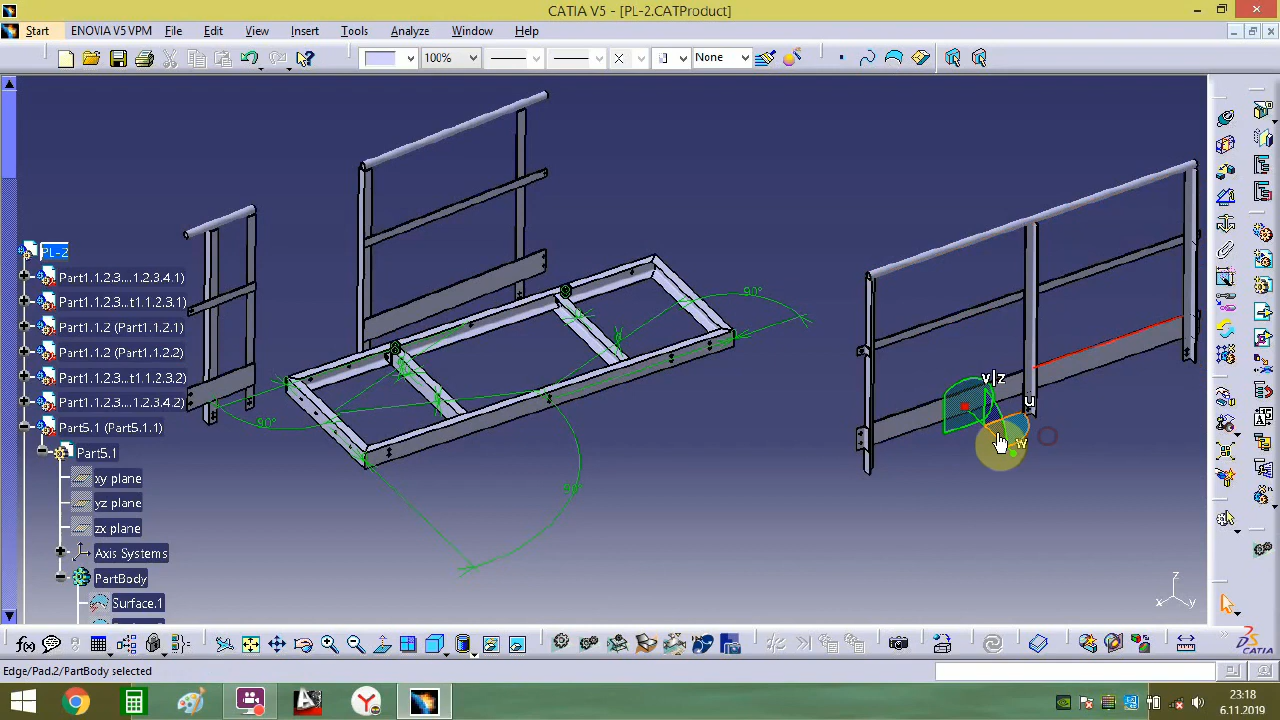 CATIA V5 - [PL-2.CATProduct]
Start ENOVIA V5 VPM File Edit View Insert Tools Analyze Window Help
100% None
PL-2
Part1.1.2.3....1.2.3.4.1)
Part1.1.2.3...t1.1.2.3.1)
Part1.1.2 (Part1.1.2.1)
Part1.1.2 (Part1.1.2.2)
Part1.1.2.3...t1.1.2.3.2)
Part1.1.2.3....1.2.3.4.2)
Part5.1 (Part5.1.1)
Part5.1
xy plane
yz plane
zx plane
Axis Systems
PartBody
Surface.1
90°
90°
v|z
u
w
z
x y
CATIA
Edge/Pad.2/PartBody selected
23:18
6.11.2019